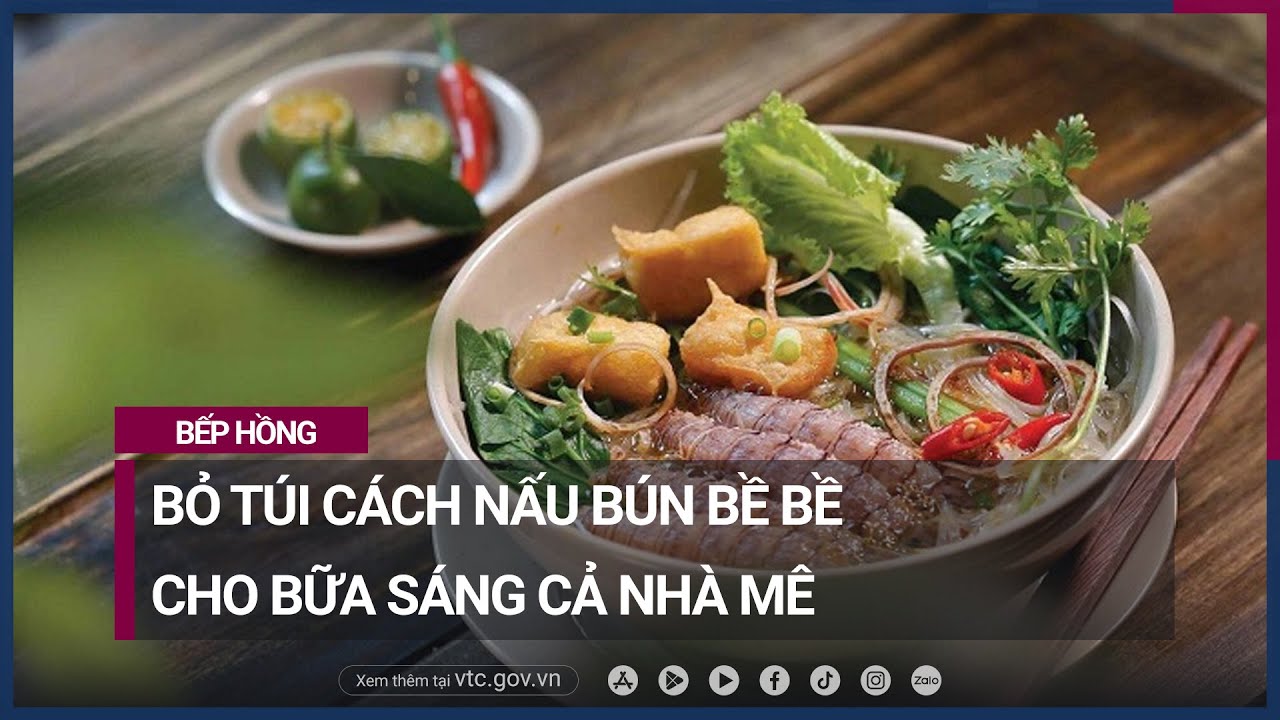 BẾP HỒNG
BỎ TÚI CÁCH NẤU BÚN BỀ BỀ
CHO BỮA SÁNG CẢ NHÀ MÊ
Xem thêm tại vtc.gov.vn
Zalo